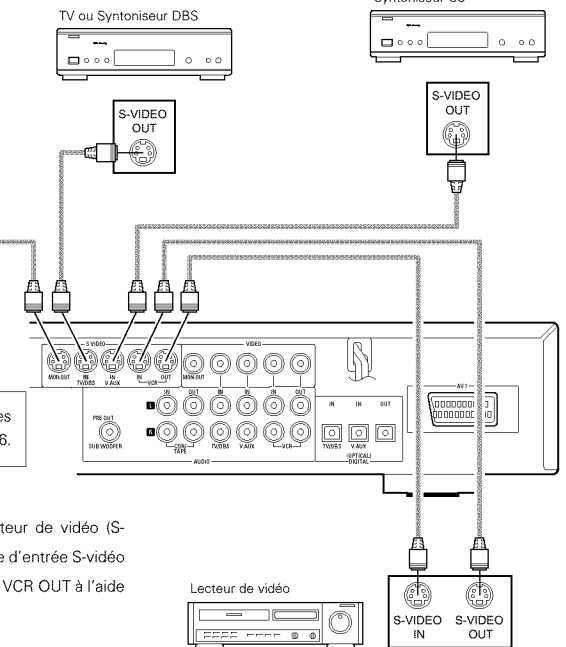 TV ou Syntoniseur DBS
S-VIDEO
OUT
S-VIDEO
OUT
S VIDEO
VIDEO
MON.OUT
IN
TV/DBS
IN
V.AUX
IN
OUT
VCR
MON.OUT
AV 1
IN
OUT
IN
IN
IN
OUT
L
R
PRE OUT
SUB WOOFER
CDR/
TAPE
TV/DBS
V.AUX
VCR
AUDIO
IN
IN
OUT
TV/DBS
V.AUX
(OPTICAL)
DIGITAL
es
6.
teur de vidéo (S-
e d'entrée S-vidéo
VCR OUT à l'aide
Lecteur de vidéo
S-VIDEO
IN
S-VIDEO
OUT